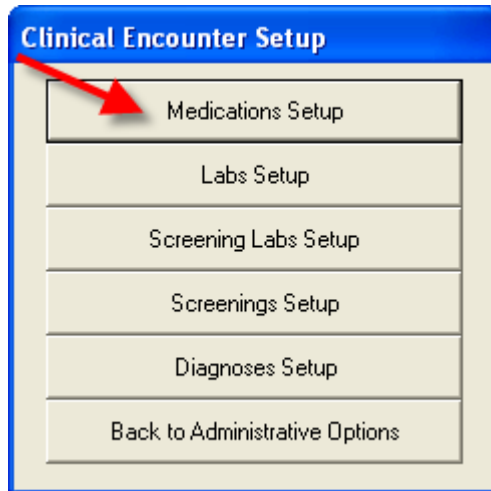 Clinical Encounter Setup
Medications Setup
Labs Setup
Screening Labs Setup
Screenings Setup
Diagnoses Setup
Back to Administrative Options